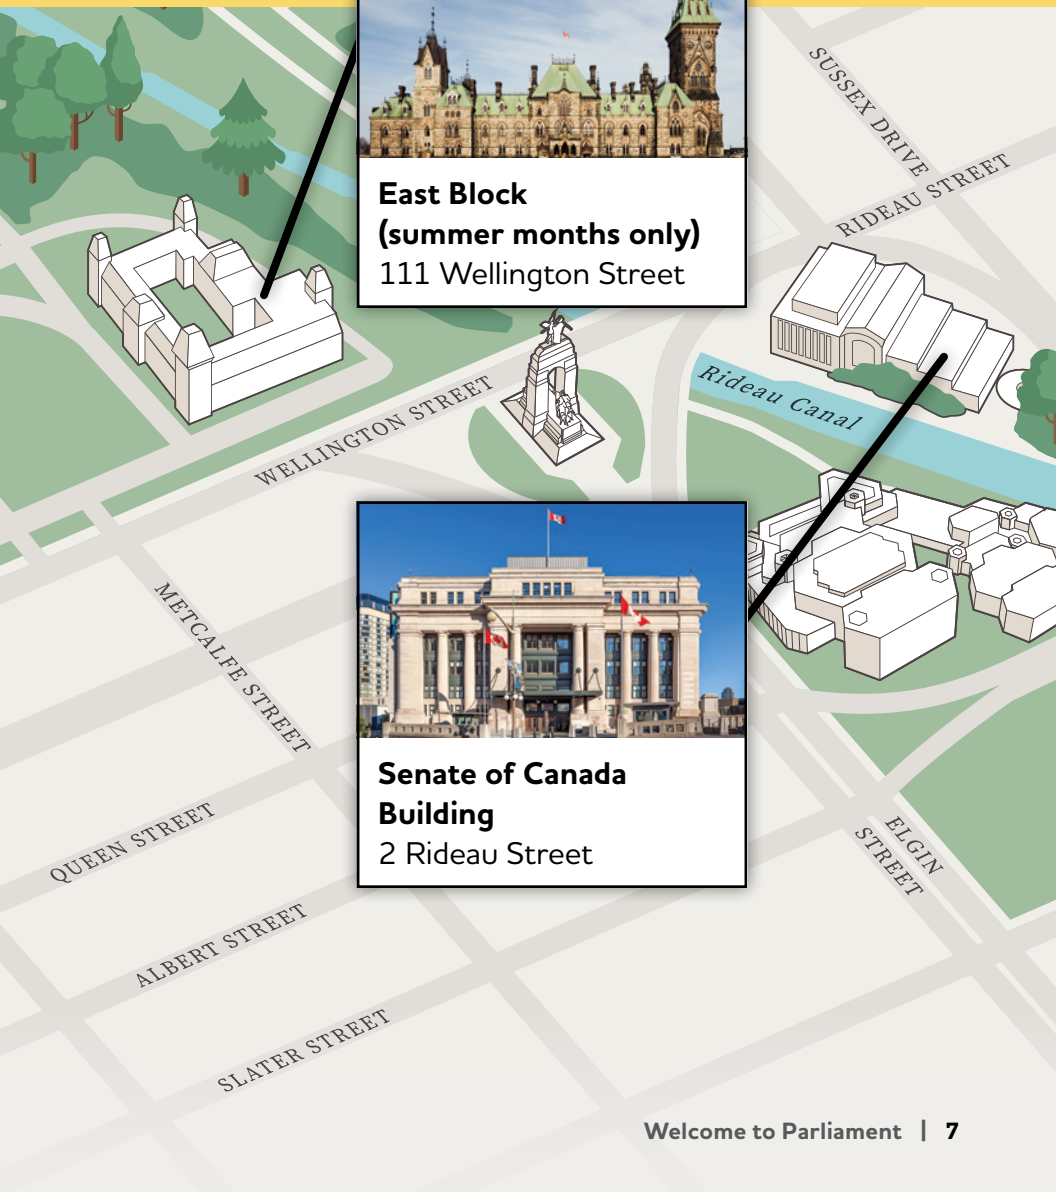 SUSSEX DRIVE
RIDEAU STREET
East Block
(summer months only)
111 Wellington Street
Rideau Canal
WELLINGTON STREET
METCALFE STREET
Senate of Canada
Building
2 Rideau Street
QUEEN STREET
ELGIN
STREET
ALBERT STREET
SLATER STREET
Welcome to Parliament | 7